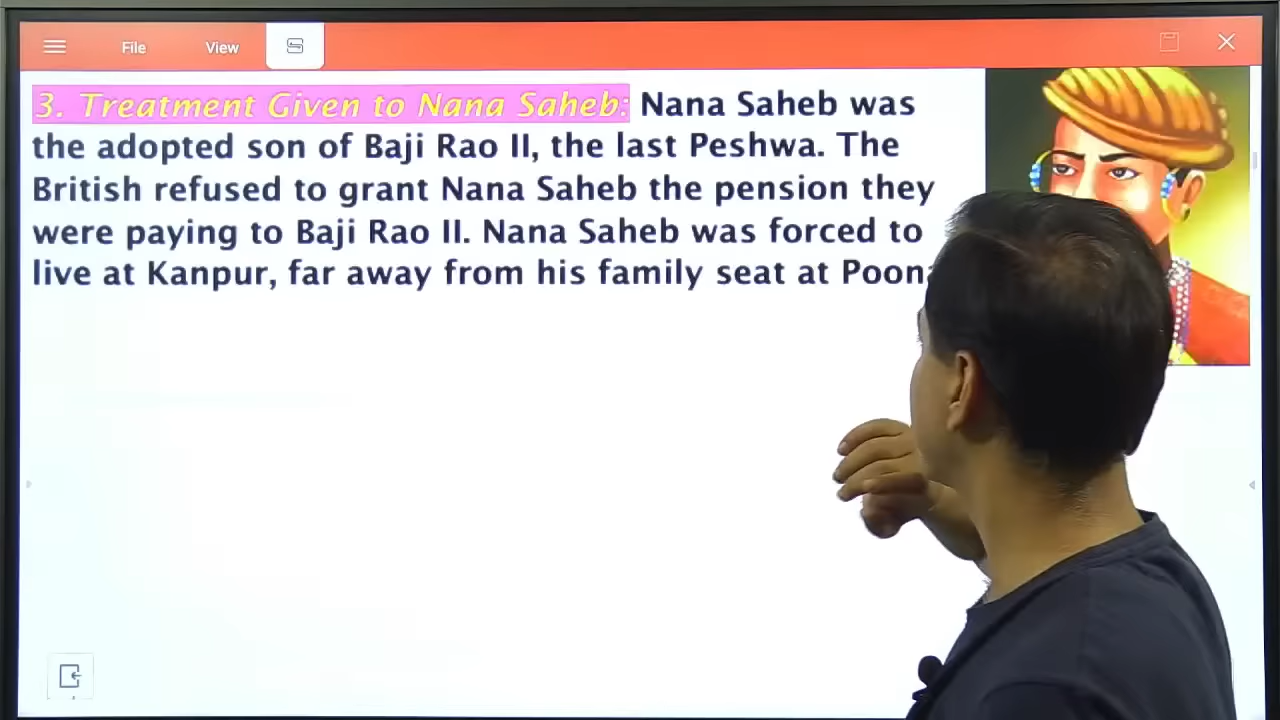 File View
3. Treatment Given to Nana Saheb: Nana Saheb was
the adopted son of Baji Rao II, the last Peshwa. The
British refused to grant Nana Saheb the pension they
were paying to Baji Rao II. Nana Saheb was forced to
live at Kanpur, far away from his family seat at